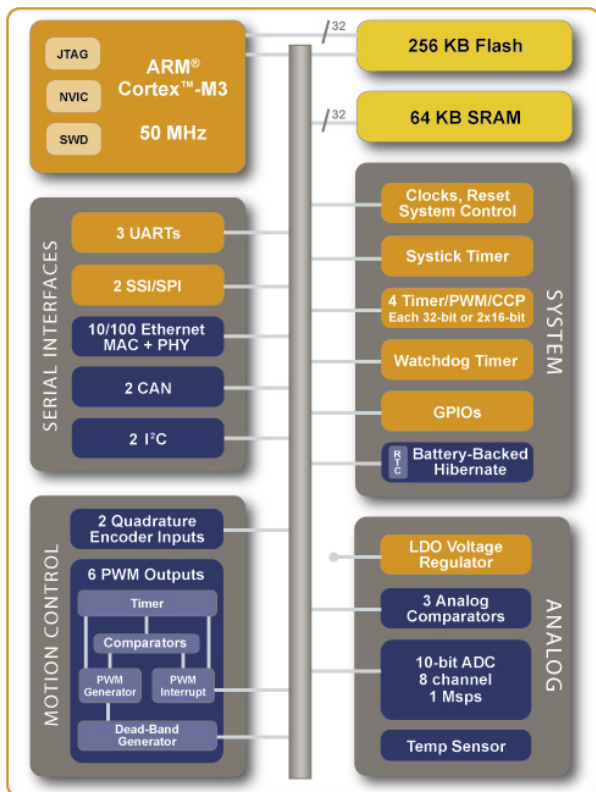 JTAG
NVIC
SWD
ARM®
Cortex™-M3
50 MHz
32
256 KB Flash
32
64 KB SRAM
SERIAL INTERFACES
3 UARTs
2 SSI/SPI
10/100 Ethernet
MAC + PHY
2 CAN
2 I²C
SYSTEM
Clocks, Reset
System Control
Systick Timer
4 Timer/PWM/CCP
Each 32-bit or 2x16-bit
Watchdog Timer
GPIOs
RTC
Battery-Backed
Hibernate
MOTION CONTROL
2 Quadrature
Encoder Inputs
6 PWM Outputs
Timer
Comparators
PWM
Generator
PWM
Interrupt
Dead-Band
Generator
ANALOG
LDO Voltage
Regulator
3 Analog
Comparators
10-bit ADC
8 channel
1 Msps
Temp Sensor